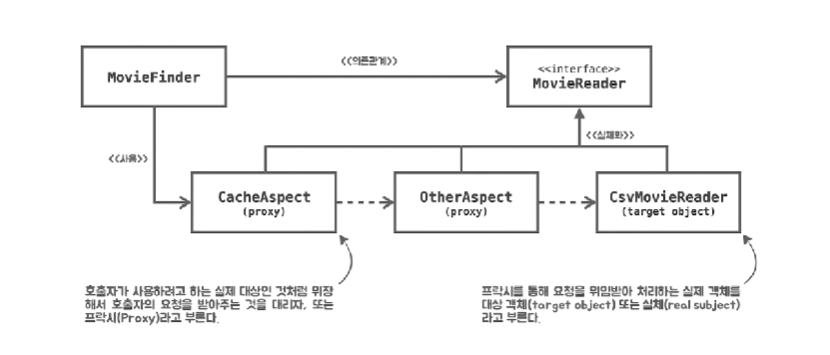 <<의존관계>>
MovieFinder
<<interface>>
MovieReader
<<실체화>>
<<사용>>
CacheAspect
(proxy)
OtherAspect
(proxy)
CsvMovieReader
(target object)
호출자가 사용하려고 하는 실제 대상인 것처럼 위장
해서 호출자의 요청을 받아주는 것을 대리자, 또는
프락시(Proxy)라고 부른다.
프락시를 통해 요청을 위임받아 처리하는 실제 객체를
대상 객체(target object) 또는 실체(real subject)
라고 부른다.